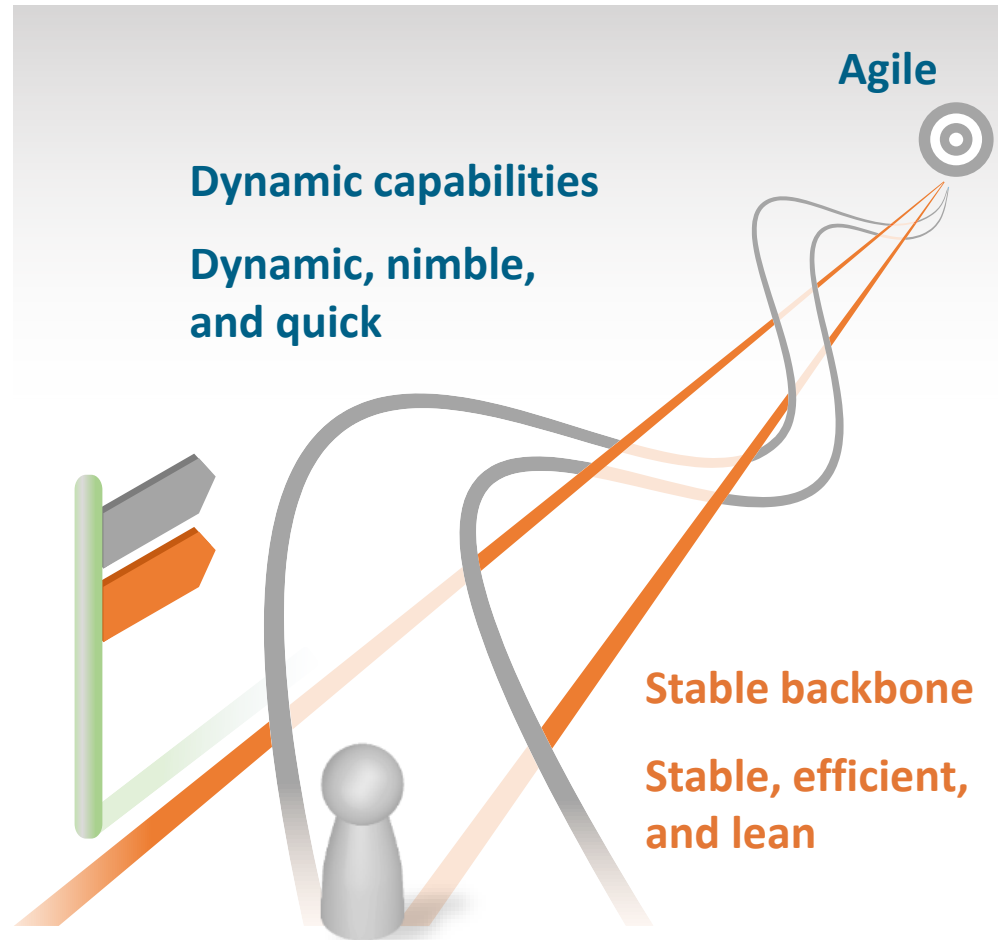 Agile
Dynamic capabilities
Dynamic, nimble,
and quick
Stable backbone
Stable, efficient,
and lean